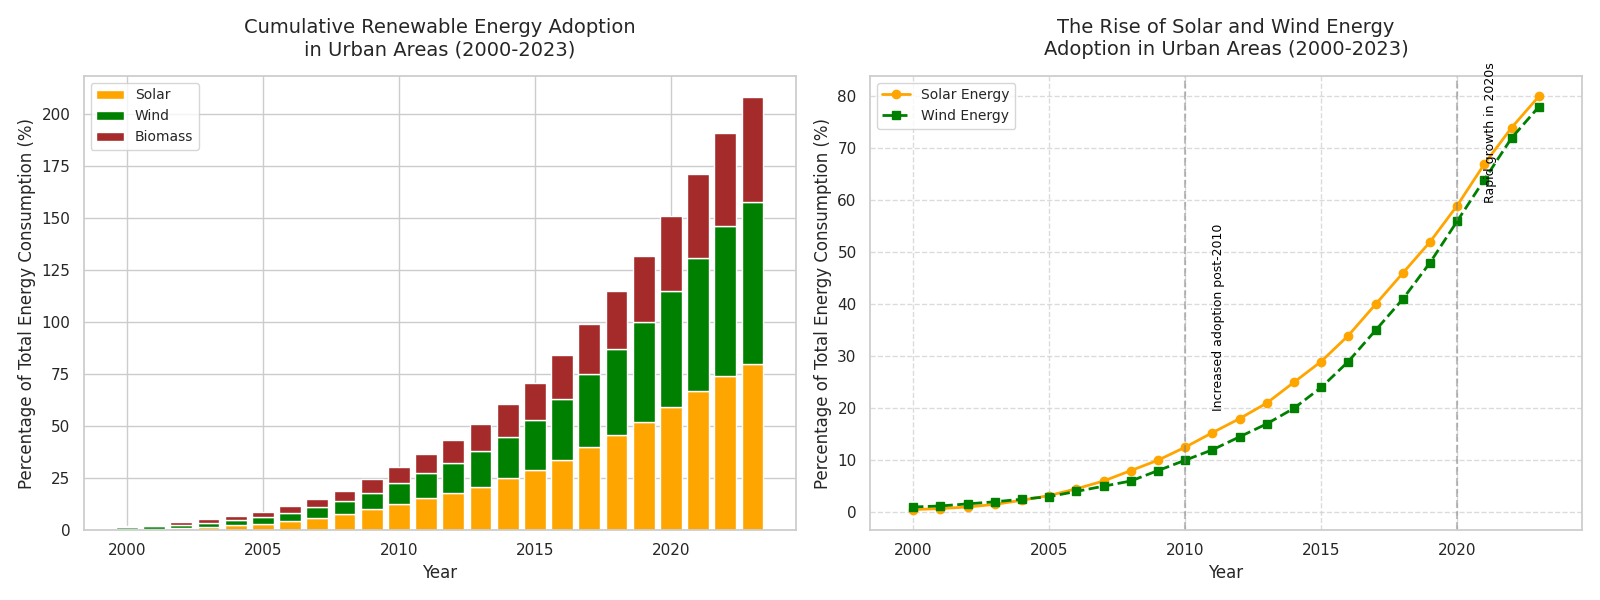 Cumulative Renewable Energy Adoption
in Urban Areas (2000-2023)
Percentage of Total Energy Consumption (%)
200
175
150
125
100
75
50
25
0
Solar
Wind
Biomass
2000
2005
2010
2015
2020
Year
The Rise of Solar and Wind Energy
Adoption in Urban Areas (2000-2023)
Percentage of Total Energy Consumption (%)
80
70
60
50
40
30
20
10
0
Solar Energy
Wind Energy
Increased adoption post-2010
Rapid growth in 2020s
2000
2005
2010
2015
2020
Year